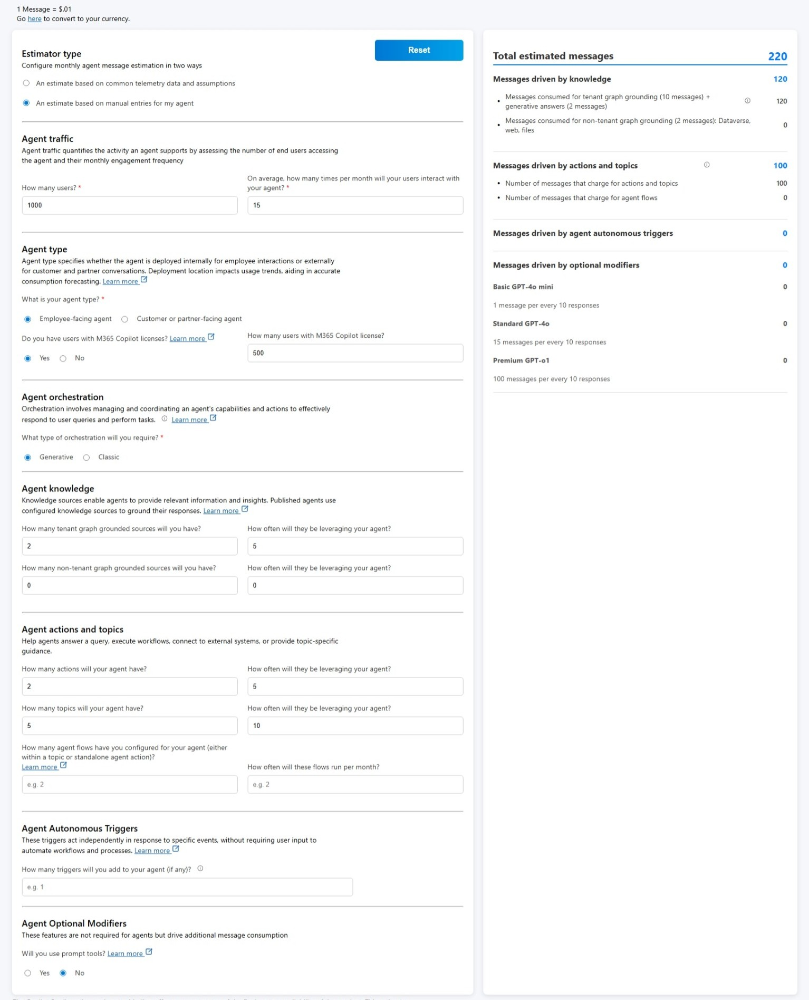 1 Message = $.01
Go here to convert to your currency.
Reset
Estimator type
Configure monthly agent message estimation in two ways
An estimate based on common telemetry data and assumptions
An estimate based on manual entries for my agent
Agent traffic
Agent traffic quantifies the activity an agent supports by assessing the number of end users accessing
the agent and their monthly engagement frequency
How many users? *
1000
On average, how many times per month will your users interact with
your agent? *
15
Agent type
Agent type specifies whether the agent is deployed internally for employee interactions or externally
for customer and partner conversations. Deployment location impacts usage trends, aiding in accurate
consumption forecasting. Learn more
What is your agent type? *
Employee-facing agent Customer or partner-facing agent
Do you have users with M365 Copilot licenses? Learn more
Yes No
How many users with M365 Copilot license?
500
Agent orchestration
Orchestration involves managing and coordinating an agent's capabilities and actions to effectively
respond to user queries and perform tasks. Learn more
What type of orchestration will you require? *
Generative Classic
Agent knowledge
Knowledge sources enable agents to provide relevant information and insights. Published agents use
configured knowledge sources to ground their responses. Learn more
How many tenant graph grounded sources will you have?
2
How often will they be leveraging your agent?
5
How many non-tenant graph grounded sources will you have?
0
How often will they be leveraging your agent?
0
Agent actions and topics
Help agents answer a query, execute workflows, connect to external systems, or provide topic-specific
guidance.
How many actions will your agent have?
2
How often will they be leveraging your agent?
5
How many topics will your agent have?
5
How often will they be leveraging your agent?
10
How many agent flows have you configured for your agent (either
within a topic or standalone agent action)?
Learn more
e.g. 2
How often will these flows run per month?
e.g. 2
Agent Autonomous Triggers
These triggers act independently in response to specific events, without requiring user input to
automate workflows and processes. Learn more
How many triggers will you add to your agent (if any)?
e.g. 1
Agent Optional Modifiers
These features are not required for agents but drive additional message consumption
Will you use prompt tools? Learn more
Yes No
Total estimated messages 220
Messages driven by knowledge 120
• Messages consumed for tenant graph grounding (10 messages) +
generative answers (2 messages) 120
• Messages consumed for non-tenant graph grounding (2 messages): Dataverse,
web, files 0
Messages driven by actions and topics 100
• Number of messages that charge for actions and topics 100
• Number of messages that charge for agent flows 0
Messages driven by agent autonomous triggers 0
Messages driven by optional modifiers 0
Basic GPT-4o mini 0
1 message per every 10 responses
Standard GPT-4o 0
15 messages per every 10 responses
Premium GPT-o1 0
100 messages per every 10 responses